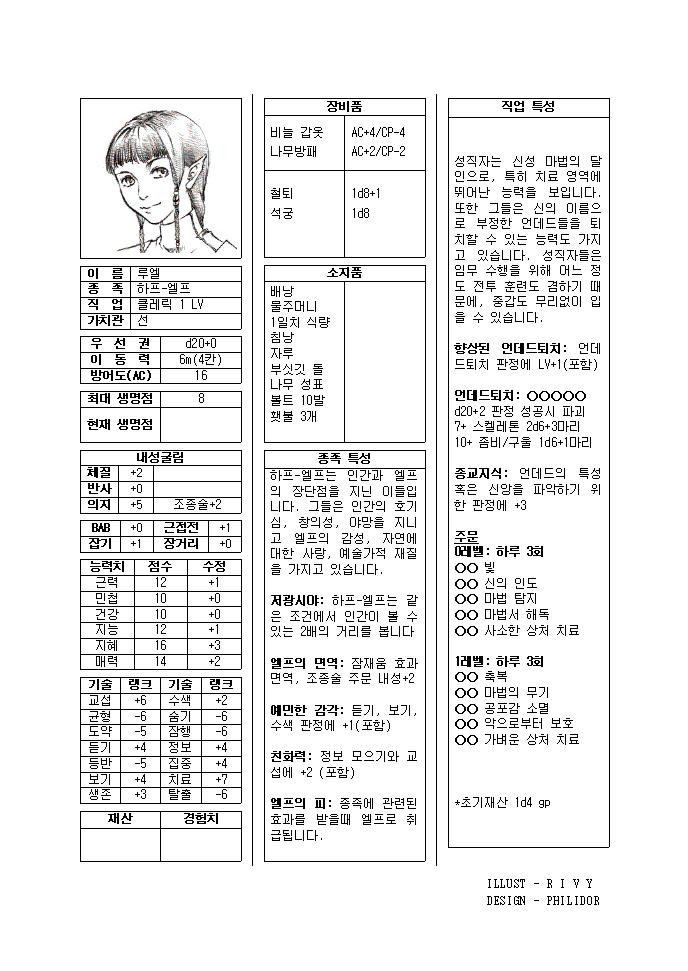 이 름 루엘
종 족 하프-엘프
직 업 클레릭 1 LV
가치관 선
우 선 권 d20+0
이 동 력 6m(4칸)
방어도(AC) 16
최대 생명점 8
현재 생명점
내성굴림
체질 +2
반사 +0
의지 +5 조종술+2
BAB +0 근접전 +1
잡기 +1 장거리 +0
능력치 점수 수정
근력 12 +1
민첩 10 +0
건강 10 +0
지능 12 +1
지혜 16 +3
매력 14 +2
기술 랭크 기술 랭크
교섭 +6 수색 +2
균형 -6 숨기 -6
도약 -5 잠행 -6
듣기 +4 정보 +4
등반 -5 집중 +4
보기 +4 치료 +7
생존 +3 탈출 -6
재산 경험치
장비품
비늘 갑옷 AC+4/CP-4
나무방패 AC+2/CP-2
철퇴 1d8+1
석궁 1d8
소지품
배낭
물주머니
1일치 식량
침낭
자루
부싯깃 돌
나무 성표
볼트 10발
횃불 3개
종족 특성
하프-엘프는 인간과 엘프
의 장단점을 지닌 이들입
니다. 그들은 인간의 호기
심, 창의성, 야망을 지니
고 엘프의 감성, 자연에
대한 사랑, 예술가적 재질
을 가지고 있습니다.
저광시야: 하프-엘프는 같
은 조건에서 인간이 볼 수
있는 2배의 거리를 봅니다
엘프의 면역: 잠재움 효과
면역, 조종술 주문 내성+2
예민한 감각: 듣기, 보기,
수색 판정에 +1(포함)
친화력: 정보 모으기와 교
섭에 +2 (포함)
엘프의 피: 종족에 관련된
효과를 받을때 엘프로 취
급됩니다.
직업 특성
성직자는 신성 마법의 달
인으로, 특히 치료 영역에
뛰어난 능력을 보입니다.
또한 그들은 신의 이름으
로 부정한 언데드들을 퇴
치할 수 있는 능력도 가지
고 있습니다. 성직자들은
임무 수행을 위해 어느 정
도 전투 훈련도 겸하기 때
문에, 중갑도 무리없이 입
을 수 있습니다.
향상된 언데드퇴치: 언데
드퇴치 판정에 LV+1(포함)
언데드퇴치: ○○○○○
d20+2 판정 성공시 파괴
7+ 스켈레톤 2d6+3마리
10+ 좀비/구울 1d6+1마리
종교지식: 언데드의 특성
혹은 신앙을 파악하기 위
한 판정에 +3
주문
0레벨: 하루 3회
○○ 빛
○○ 신의 인도
○○ 마법 탐지
○○ 마법서 해독
○○ 사소한 상처 치료
1레벨: 하루 3회
○○ 축복
○○ 마법의 무기
○○ 공포감 소멸
○○ 악으로부터 보호
○○ 가벼운 상처 치료
*초기재산 1d4 gp
ILLUST - R I V Y
DESIGN - PHILIDOR